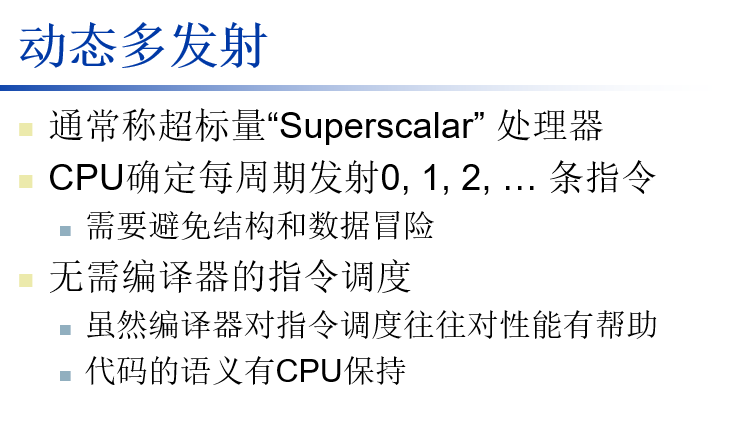 动态多发射
通常称超标量“Superscalar” 处理器
CPU确定每周期发射0, 1, 2, … 条指令
需要避免结构和数据冒险
无需编译器的指令调度
虽然编译器对指令调度往往对性能有帮助
代码的语义有CPU保持